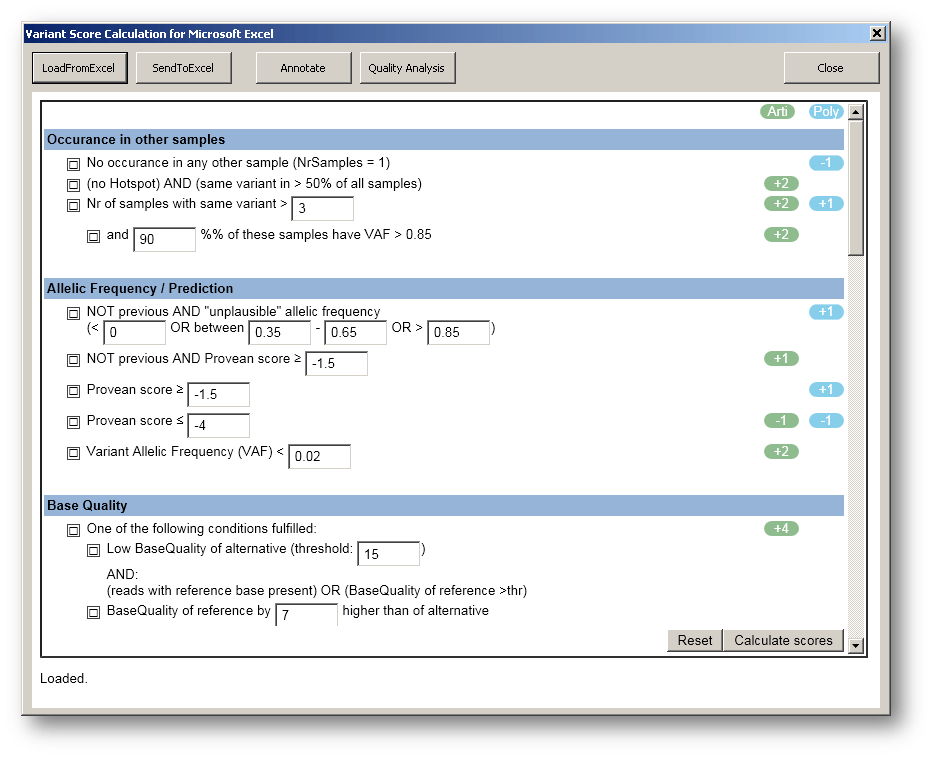 Variant Score Calculation for Microsoft Excel
LoadFromExcel SendToExcel Annotate Quality Analysis Close
Arti Poly
Occurance in other samples
No occurance in any other sample (NrSamples = 1) -1
(no Hotspot) AND (same variant in > 50% of all samples) +2
Nr of samples with same variant > 3 +2 +1
and 90 %% of these samples have VAF > 0.85 +2
Allelic Frequency / Prediction
NOT previous AND "unplausible" allelic frequency +1
(< 0 OR between 0.35 - 0.65 OR > 0.85 )
NOT previous AND Provean score ≥ -1.5 +1
Provean score ≥ -1.5 +1
Provean score ≤ -4 -1 -1
Variant Allelic Frequency (VAF) < 0.02 +2
Base Quality
One of the following conditions fulfilled: +4
Low BaseQuality of alternative (threshold: 15 )
AND:
(reads with reference base present) OR (BaseQuality of reference >thr)
BaseQuality of reference by 7 higher than of alternative
Reset Calculate scores
Loaded.